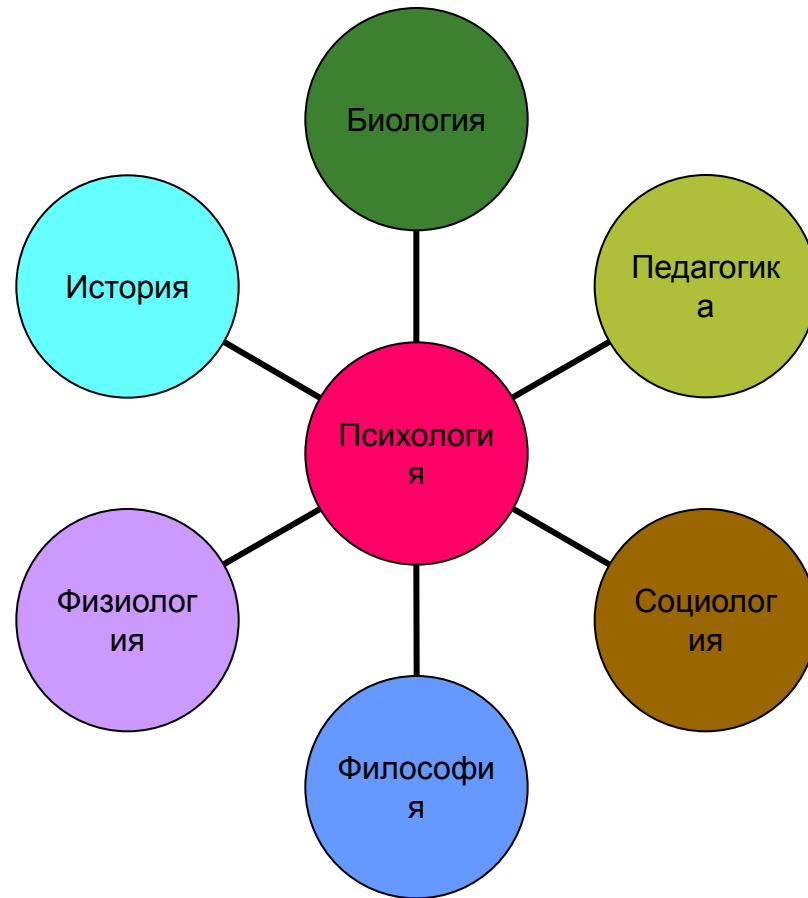 Биология
История
Педагогик
а
Психологи
я
Физиолог
ия
Социолог
ия
Философи
я